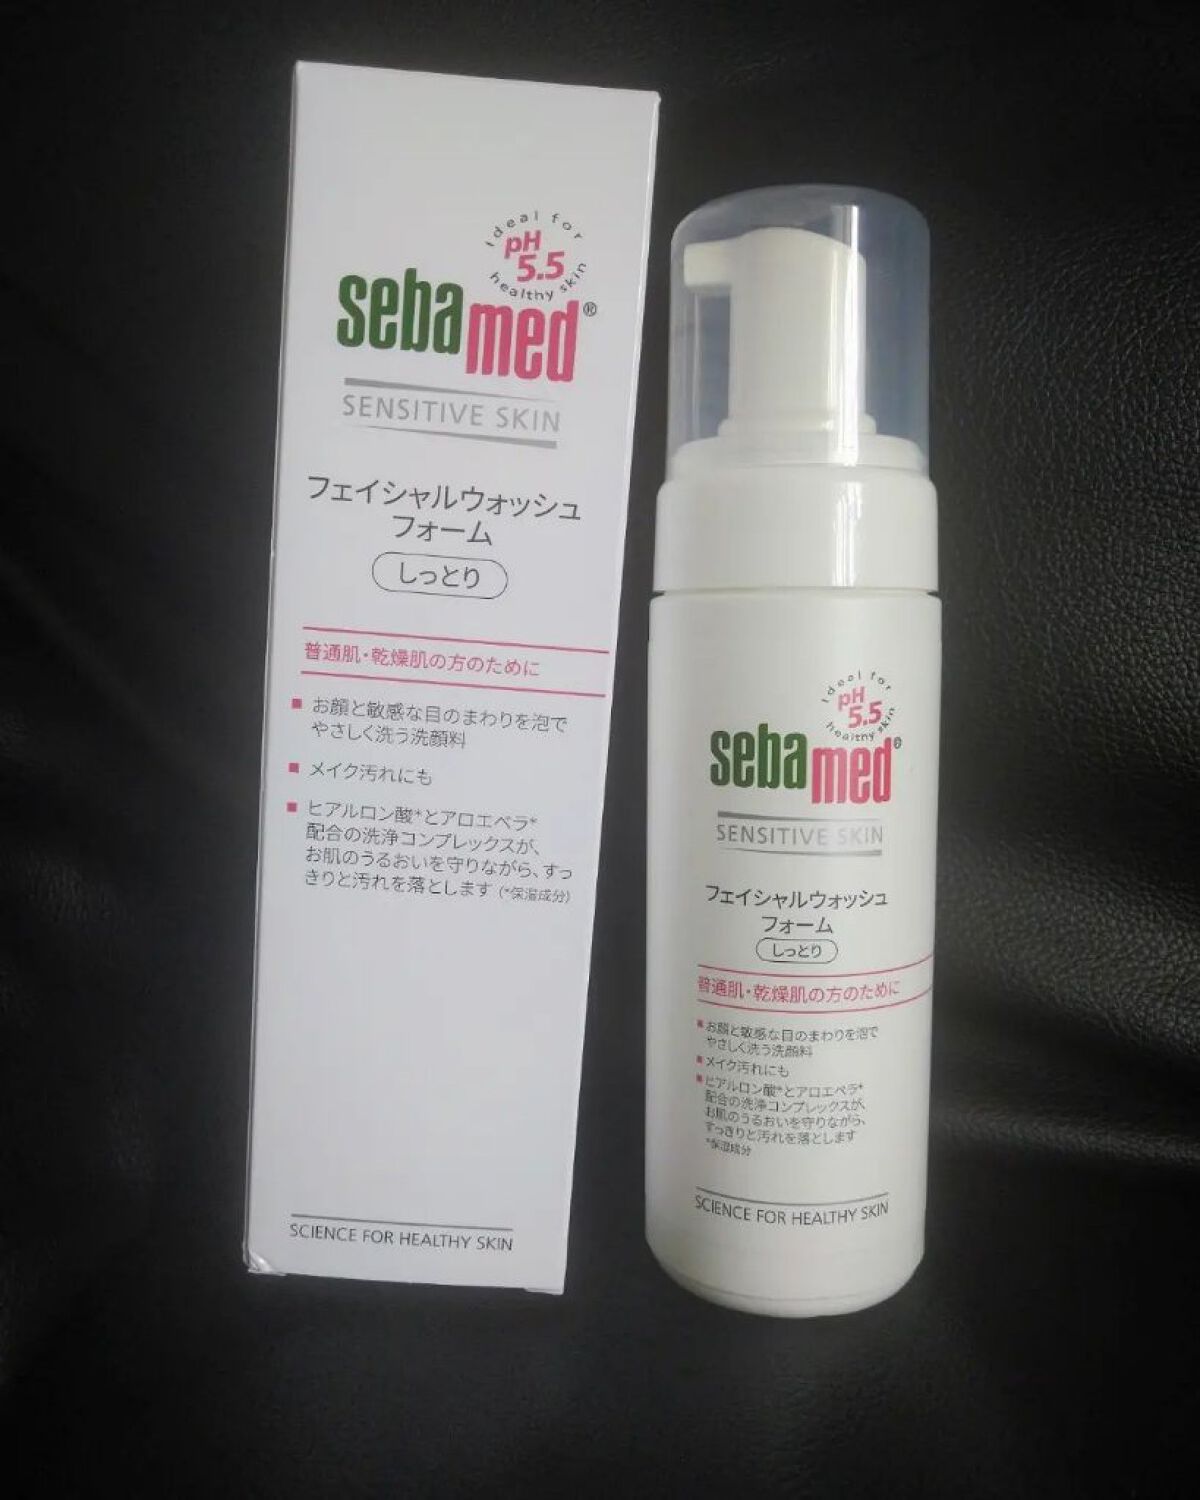 ideal for
pH
5.5
healthy skin
sebamed®
SENSITIVE SKIN
フェイシャルウォッシュ
フォーム
しっとり
普通肌・乾燥肌の方のために
■ お顔と敏感な目のまわりを泡で
やさしく洗う洗顔料
■ メイク汚れにも
■ ヒアルロン酸*とアロエベラ*
配合の洗浄コンプレックスが、
お肌のうるおいを守りながら、すっ
きりと汚れを落とします (*保湿成分)
SCIENCE FOR HEALTHY SKIN
ideal for
pH
5.5
healthy skin
sebamed®
SENSITIVE SKIN
フェイシャルウォッシュ
フォーム
しっとり
普通肌・乾燥肌の方のために
■ お顔と敏感な目のまわりを泡で
やさしく洗う洗顔料
■ メイク汚れにも
■ ヒアルロン酸*とアロエベラ*
配合の洗浄コンプレックスが、
お肌のうるおいを守りながら、
すっきりと汚れを落とします
*保湿成分
SCIENCE FOR HEALTHY SKIN